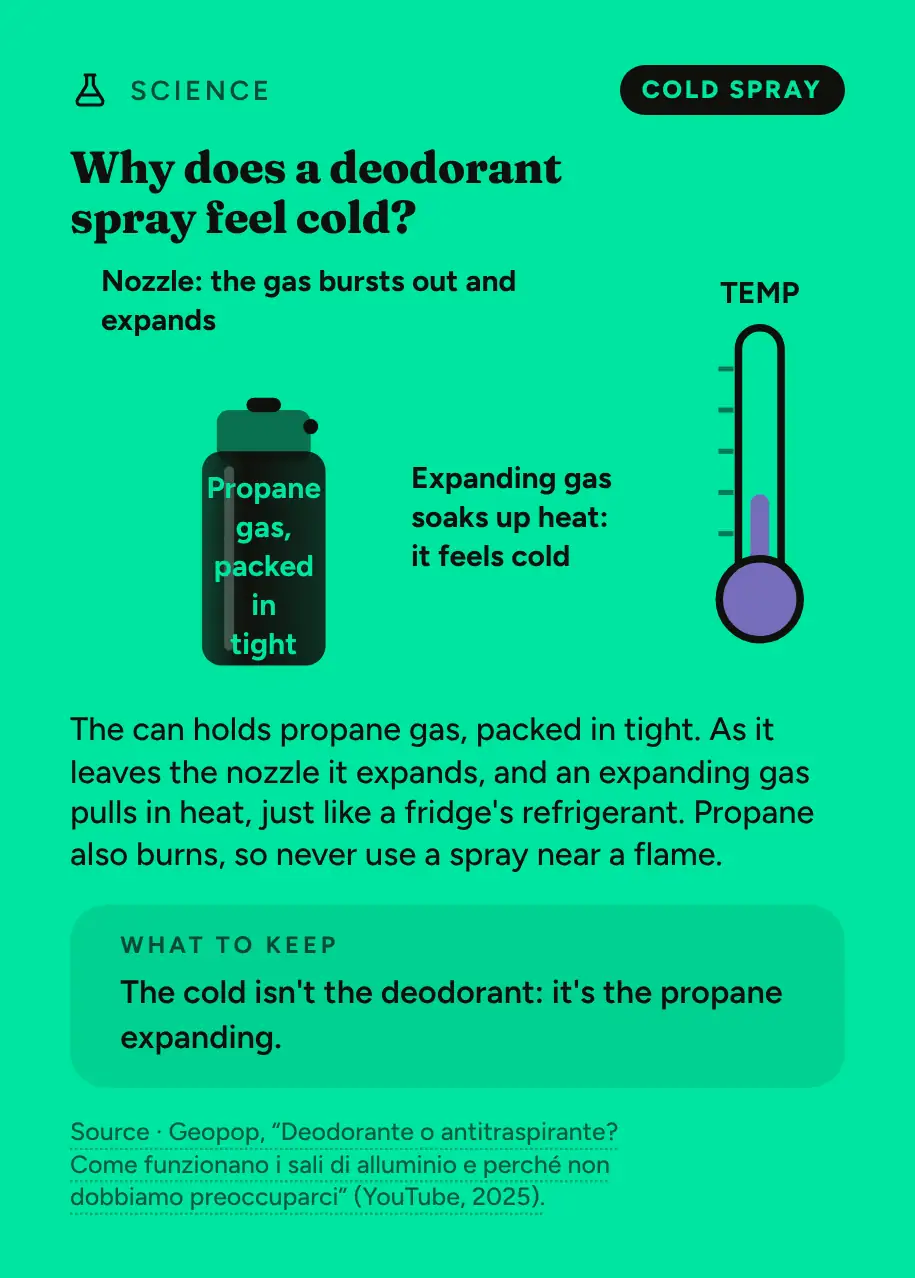 SCIENCE
COLD SPRAY
Why does a deodorant
spray feel cold?
Nozzle: the gas bursts out and
expands
TEMP
Propane
gas,
packed
in
tight
Expanding gas
soaks up heat:
it feels cold
The can holds propane gas, packed in tight. As it
leaves the nozzle it expands, and an expanding gas
pulls in heat, just like a fridge's refrigerant. Propane
also burns, so never use a spray near a flame.
WHAT TO KEEP
The cold isn't the deodorant: it's the propane
expanding.
Source · Geopop, “Deodorante o antitraspirante?
Come funzionano i sali di alluminio e perché non
dobbiamo preoccuparci” (YouTube, 2025).